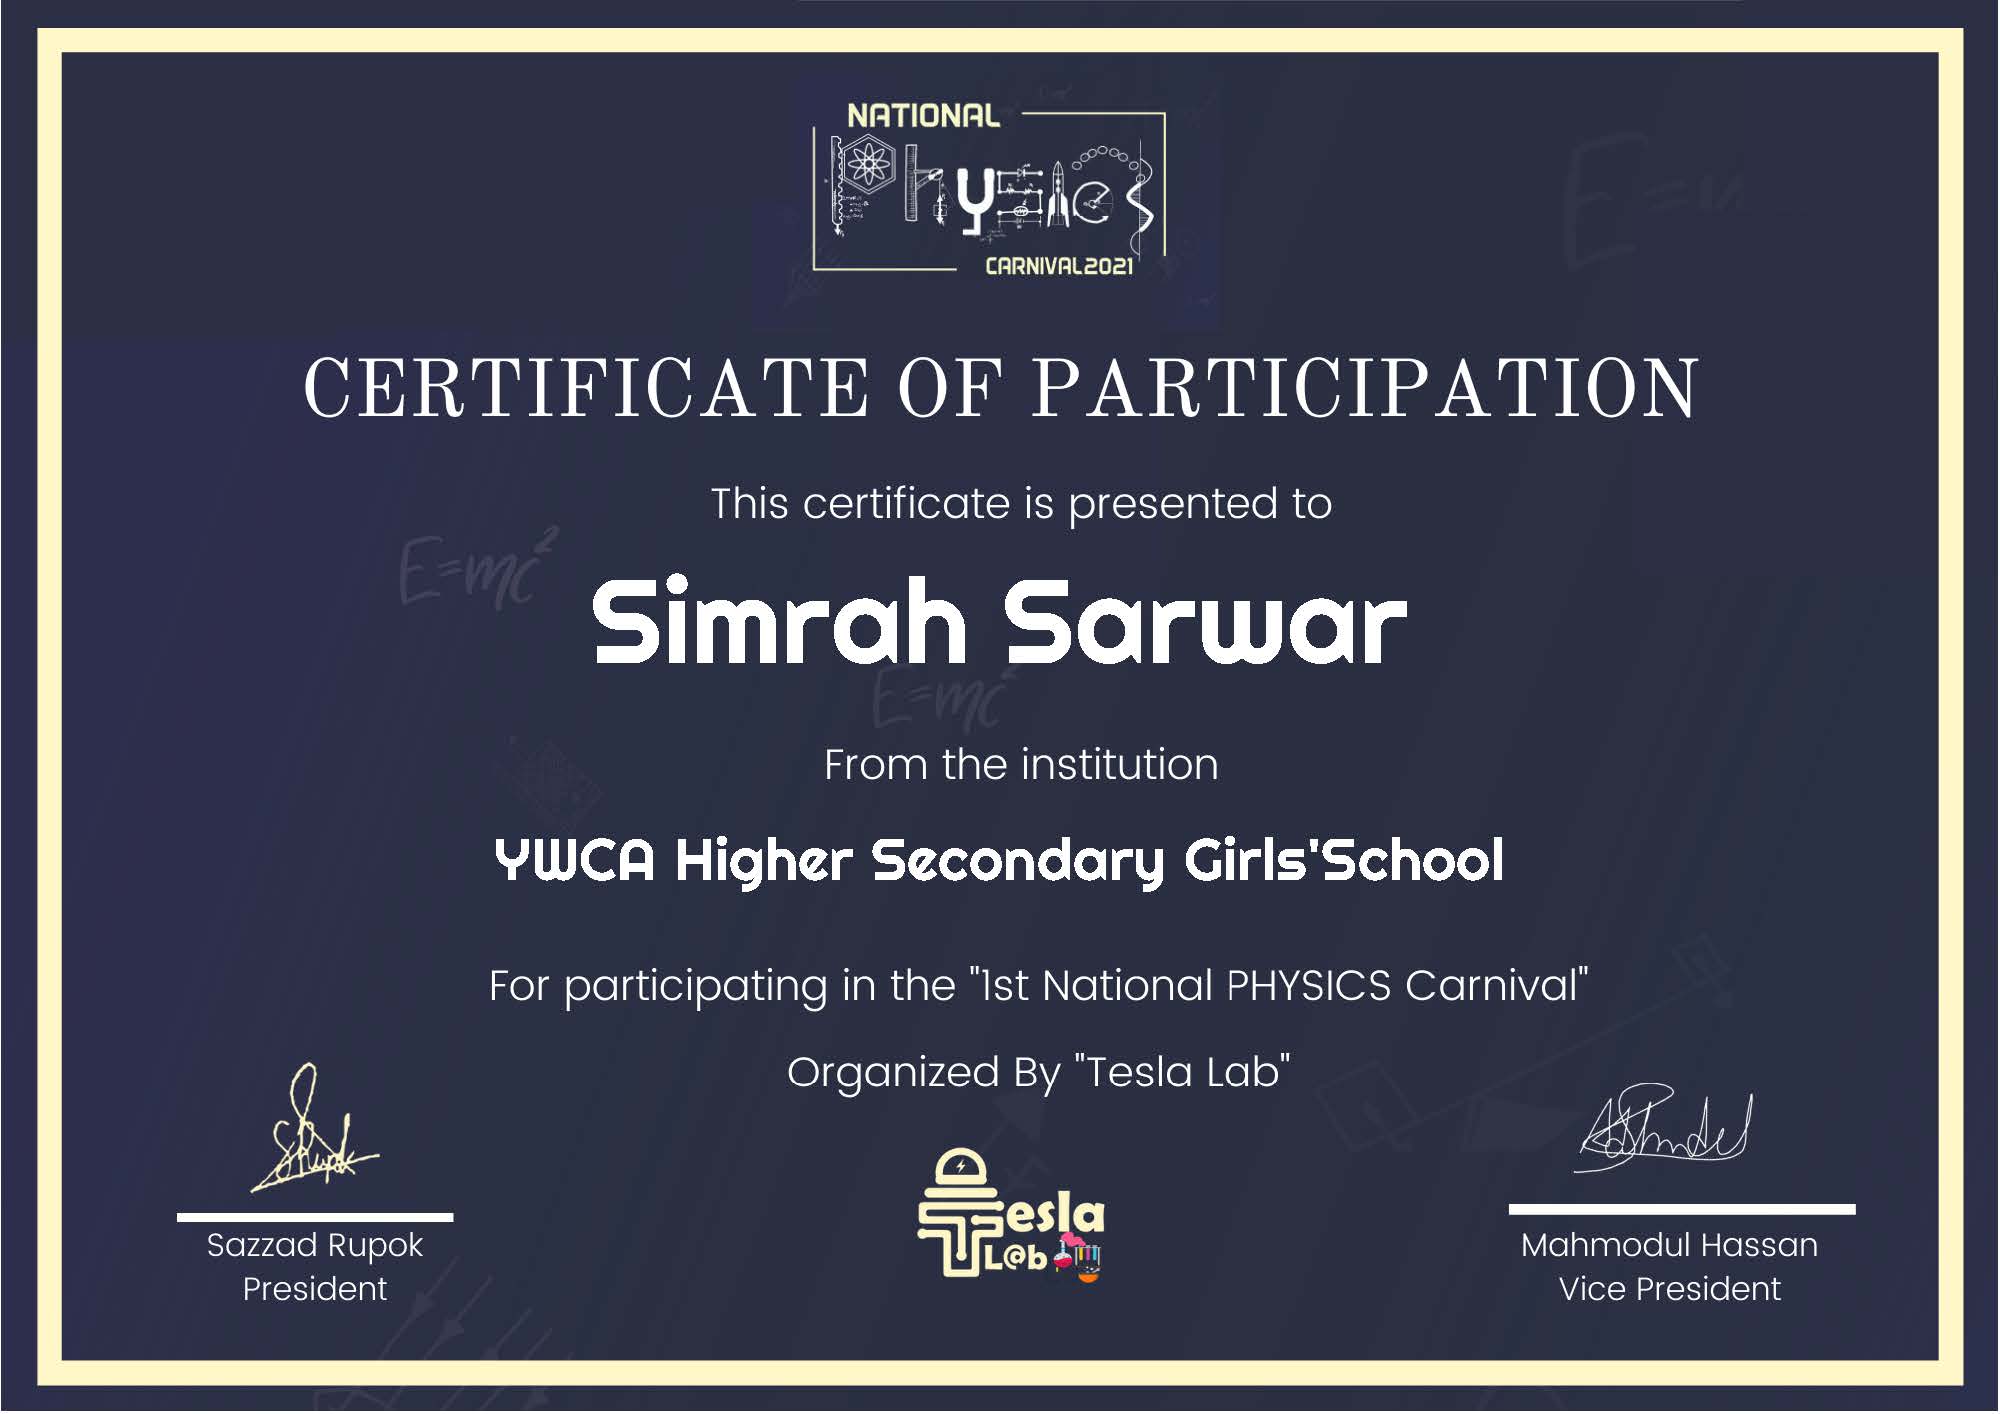 NATIONAL
PHYSICS
CARNIVAL2021
CERTIFICATE OF PARTICIPATION
This certificate is presented to
E=mc²
Simrah Sarwar
E=mc²
From the institution
YWCA Higher Secondary Girls'School
For participating in the "1st National PHYSICS Carnival"
Organized By "Tesla Lab"
Tesla
L@b
Sazzad Rupok
President
Mahmodul Hassan
Vice President